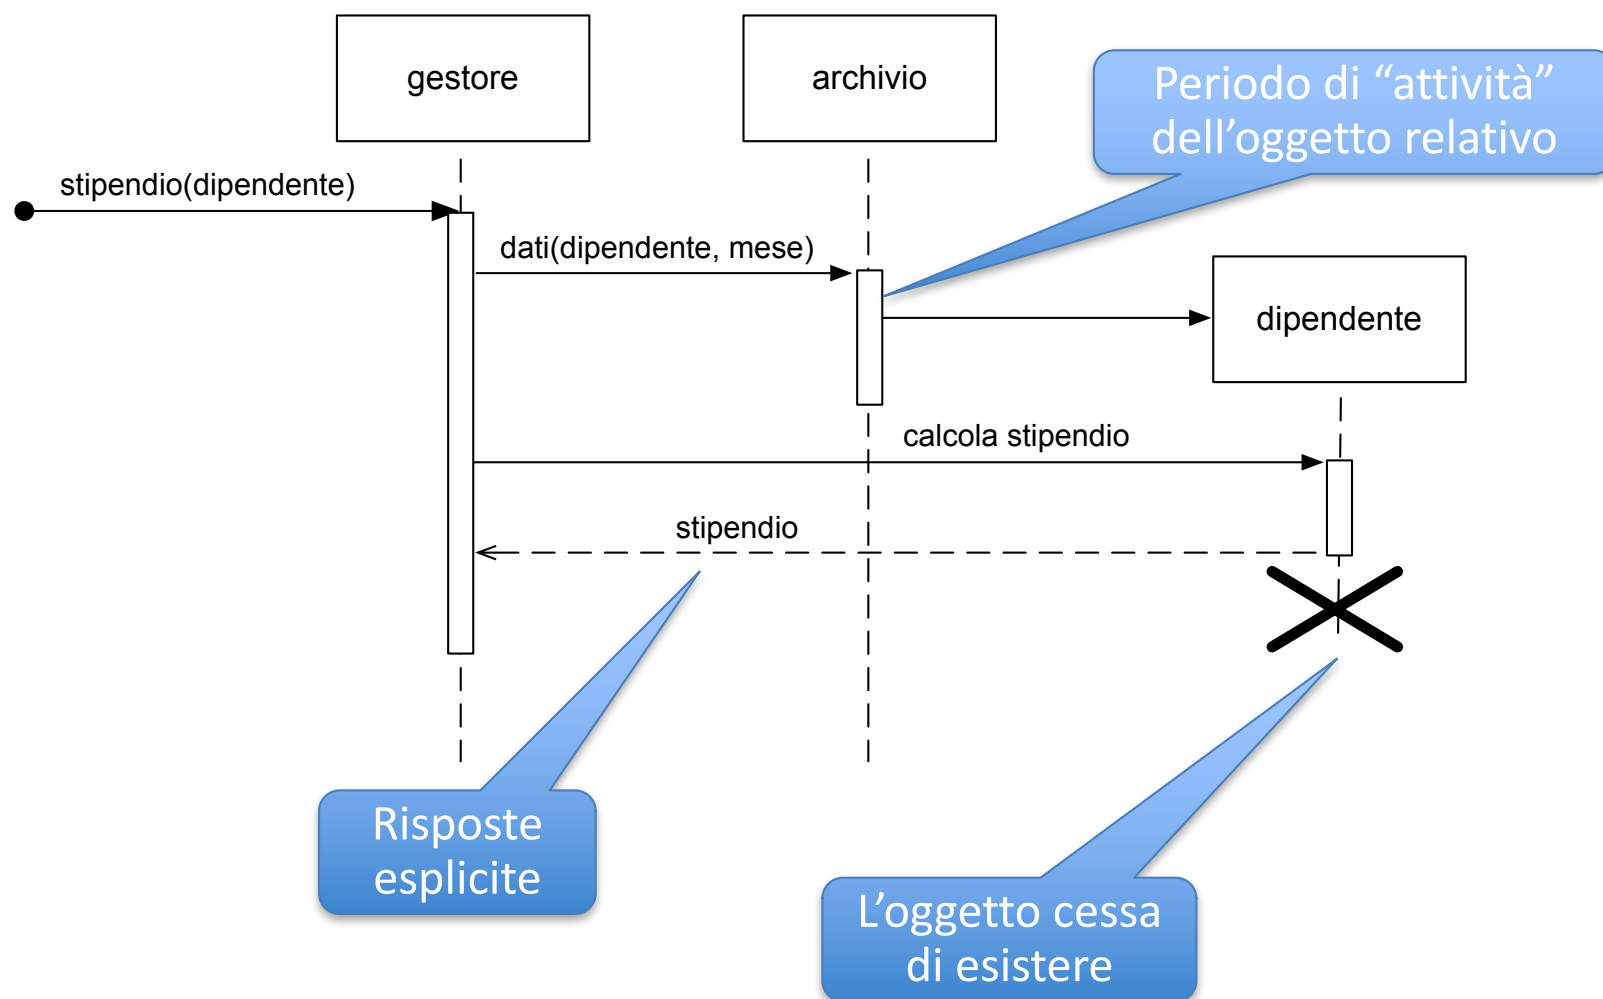 gestore
archivio
Periodo di “attività”
dell’oggetto relativo
stipendio(dipendente)
dati(dipendente, mese)
dipendente
calcola stipendio
stipendio
Risposte
esplicite
L’oggetto cessa
di esistere